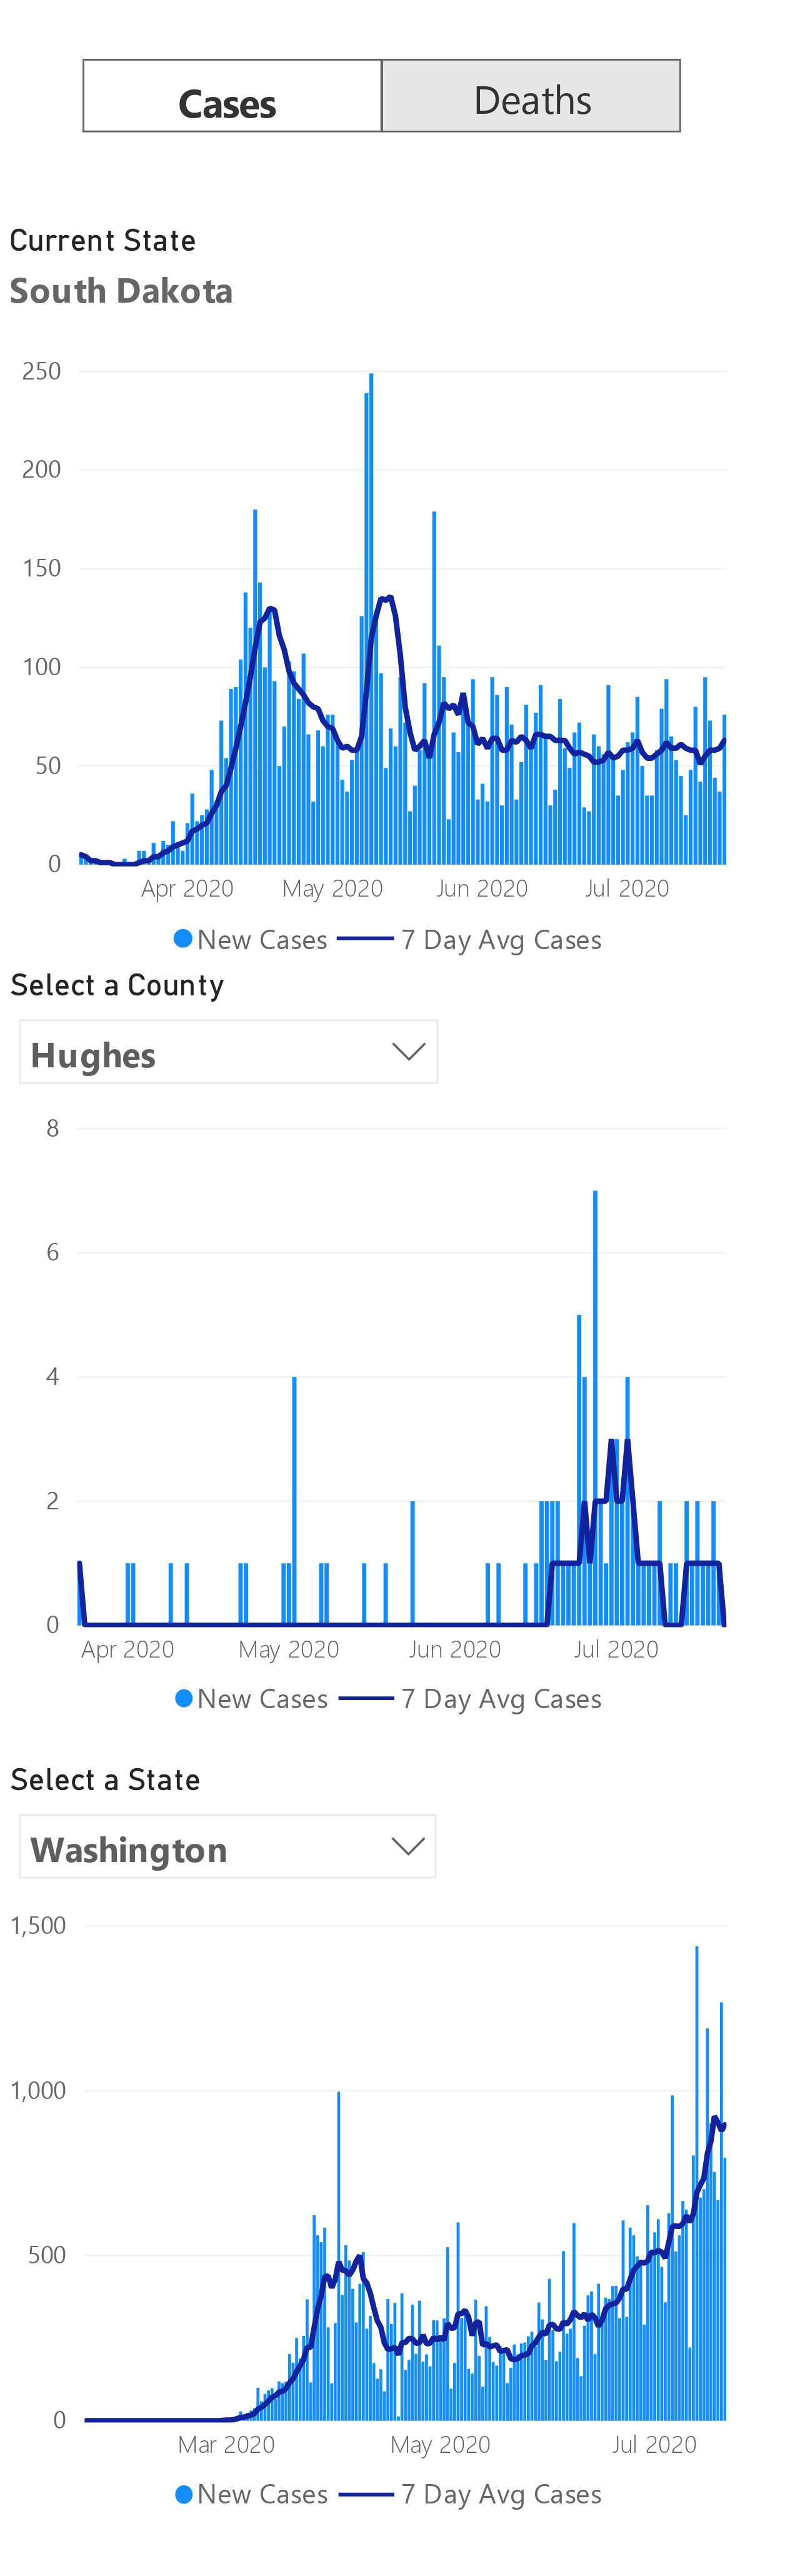 Cases Deaths
Current State
South Dakota
250
200
150
100
50
0
Apr 2020 May 2020 Jun 2020 Jul 2020
New Cases 7 Day Avg Cases
Select a County
Hughes
8
6
4
2
0
Apr 2020 May 2020 Jun 2020 Jul 2020
New Cases 7 Day Avg Cases
Select a State
Washington
1,500
1,000
500
0
Mar 2020 May 2020 Jul 2020
New Cases 7 Day Avg Cases